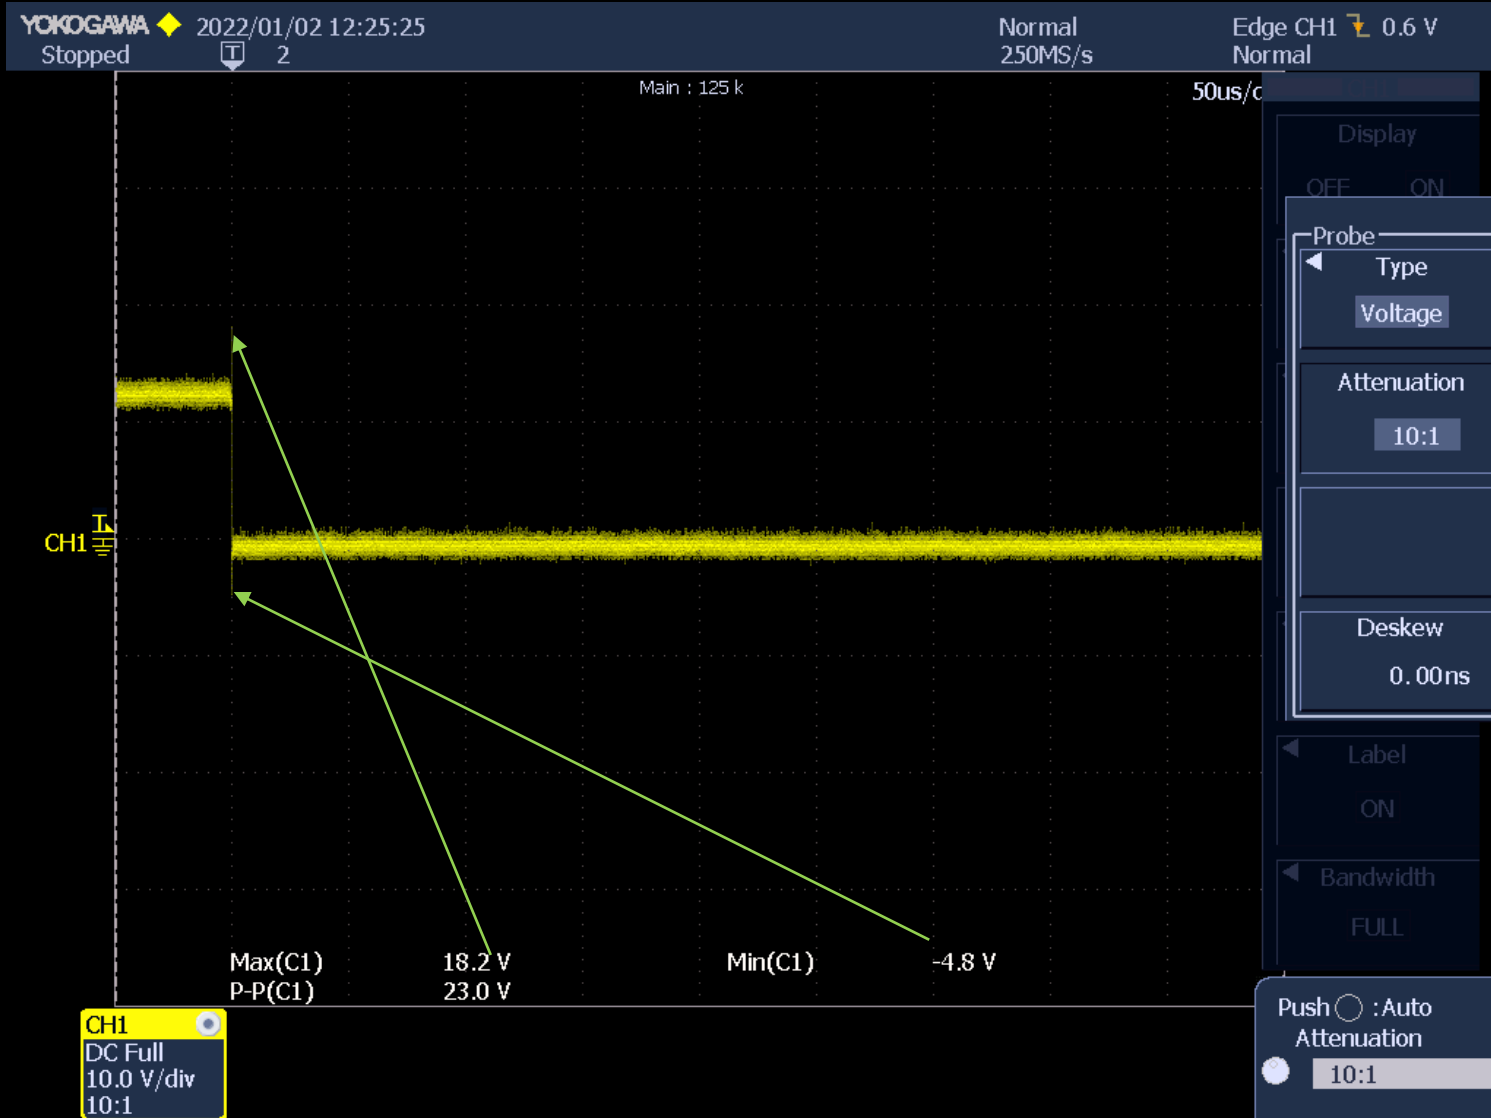 YOKOGAWA 2022/01/02 12:25:25 Normal Edge CH1 0.6 V
Stopped T 2 250MS/s Normal
Main : 125 k 50us/
Display
OFF ON
Probe
Type
Voltage
Attenuation
10:1
CH1
Deskew
0.00ns
Label
ON
Bandwidth
FULL
Max(C1) 18.2 V Min(C1) -4.8 V
P-P(C1) 23.0 V
CH1
DC Full
10.0 V/div
10:1
Push :Auto
Attenuation
10:1